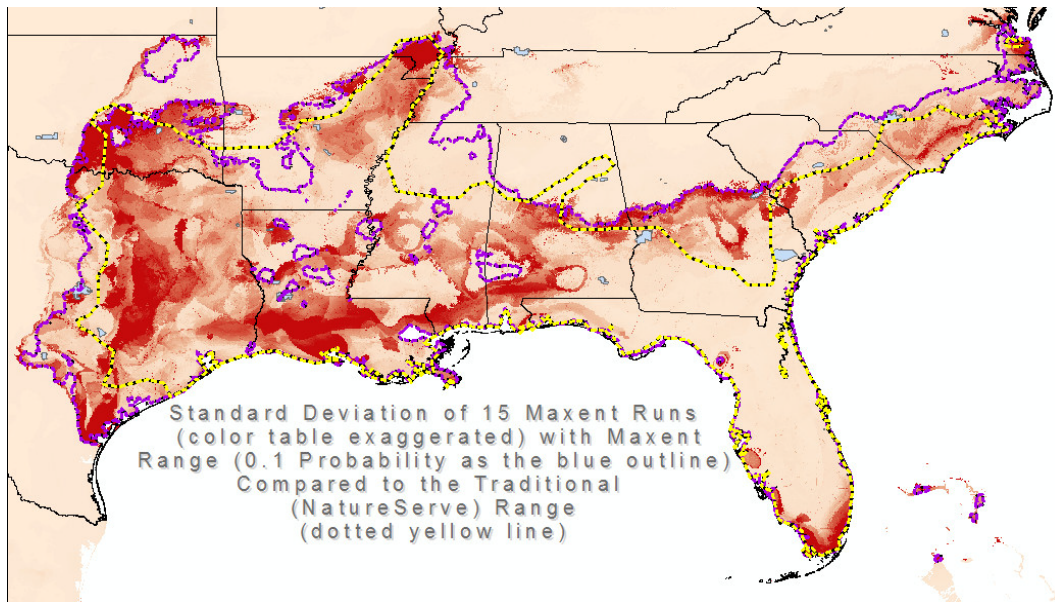 Standard Deviation of 15 Maxent Runs
(color table exaggerated) with Maxent
Range (0.1 Probability as the blue outline)
Compared to the Traditional
(NatureServe) Range
(dotted yellow line)